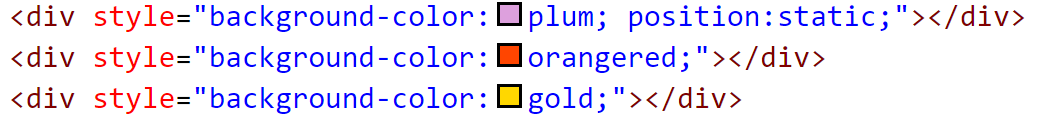 <div style="background-color:plum; position:static;"></div>
<div style="background-color:orangered;"></div>
<div style="background-color:gold;"></div>